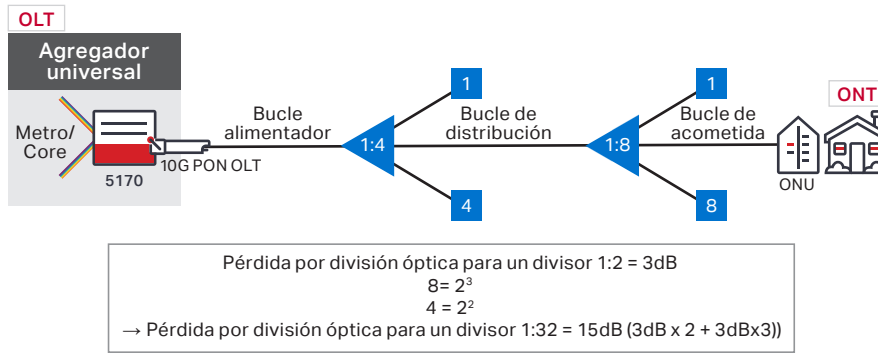 OLT
Agregador
universal
Metro/
Core
5170
10G PON OLT
Bucle
alimentador
1:4
1
4
Bucle de
distribución
1:8
1
8
Bucle de
acometida
ONU
ONT
Pérdida por división óptica para un divisor 1:2 = 3dB
8= 2³
4 = 2²
→ Pérdida por división óptica para un divisor 1:32 = 15dB (3dB x 2 + 3dBx3))